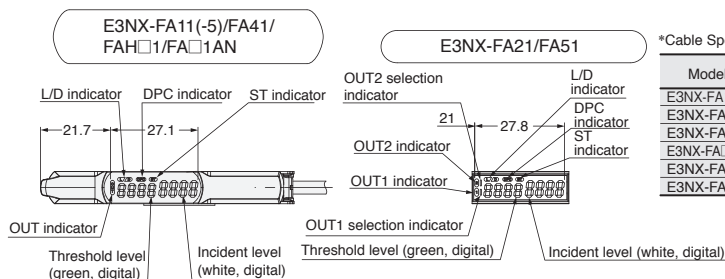 E3NX-FA11(-5)/FA41/
FAH□1/FA□1AN
L/D indicator
DPC indicator
ST indicator
21.7
27.1
OUT indicator
Threshold level
(green, digital)
Incident level
(white, digital)
E3NX-FA21/FA51
OUT2 selection
indicator
L/D
indicator
DPC
indicator
ST
indicator
21
27.8
OUT2 indicator
OUT1 indicator
OUT1 selection indicator
Threshold level (green, digital)
Incident level (white, digital)
*Cable Sp
Model
E3NX-FA
E3NX-FA
E3NX-FA
E3NX-FA□
E3NX-FA
E3NX-FA